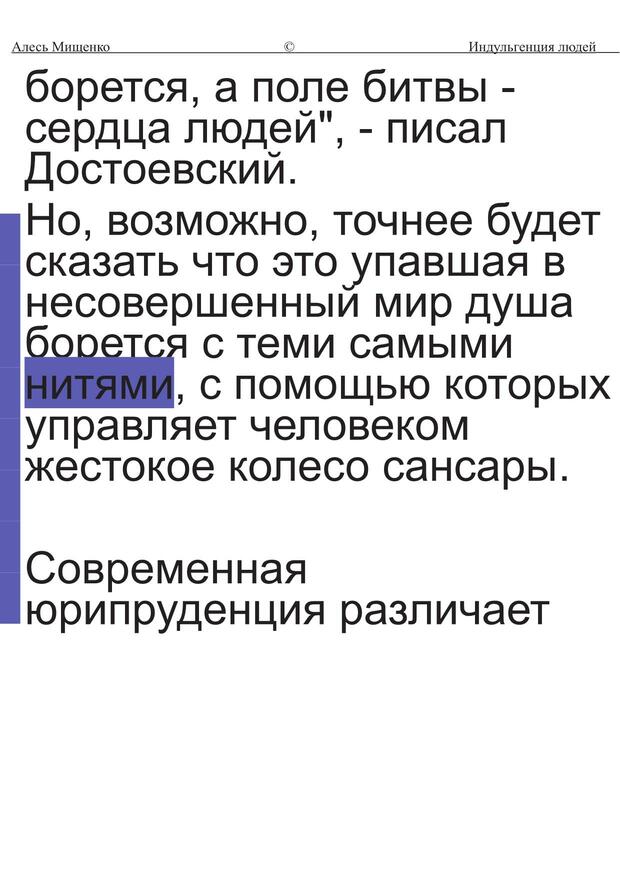 Алесь Мищенко © Индульгенция людей
борется, а поле битвы -
сердца людей", - писал
Достоевский.
Но, возможно, точнее будет
сказать что это упавшая в
несовершенный мир душа
борется с теми самыми
нитями, с помощью которых
управляет человеком
жестокое колесо сансары.
Современная
юрипруденция различает